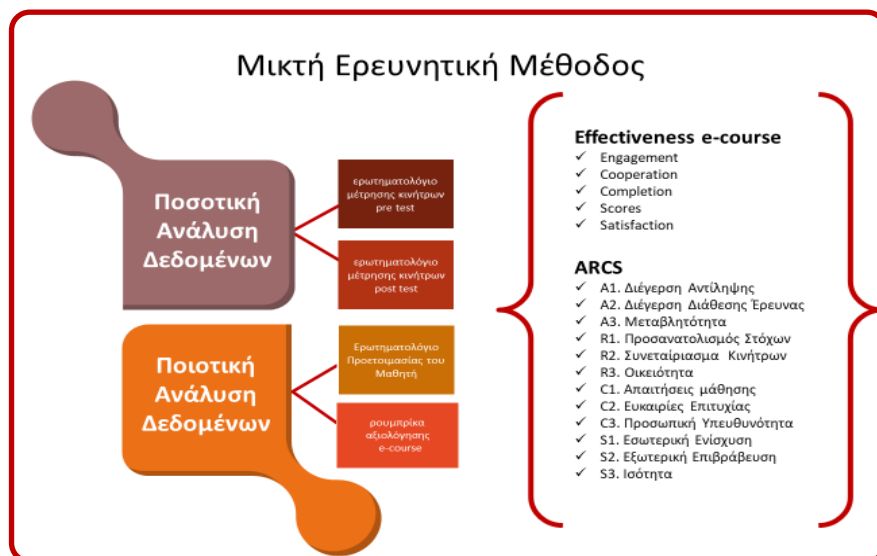 Μικτή Ερευνητική Μέθοδος
Ποσοτική
Ανάλυση
Δεδομένων
ερωτηματολόγιο
μέτρησης κινήτρων
pre test
ερωτηματολόγιο
μέτρησης κινήτρων
post test
Ποιοτική
Ανάλυση
Δεδομένων
Ερωτηματολόγιο
Προετοιμασίας του
Μαθητή
ρουμπρίκα
αξιολόγησης
e-course
Effectiveness e-course
✓ Engagement
✓ Cooperation
✓ Completion
✓ Scores
✓ Satisfaction
ARCS
✓ A1. Διέγερση Αντίληψης
✓ A2. Διέγερση Διάθεσης Έρευνας
✓ A3. Μεταβλητότητα
✓ R1. Προσανατολισμός Στόχων
✓ R2. Συνεταίριασμα Κινήτρων
✓ R3. Οικειότητα
✓ C1. Απαιτήσεις μάθησης
✓ C2. Ευκαιρίες Επιτυχίας
✓ C3. Προσωπική Υπευθυνότητα
✓ S1. Εσωτερική Ενίσχυση
✓ S2. Εξωτερική Επιβράβευση
✓ S3. Ισότητα